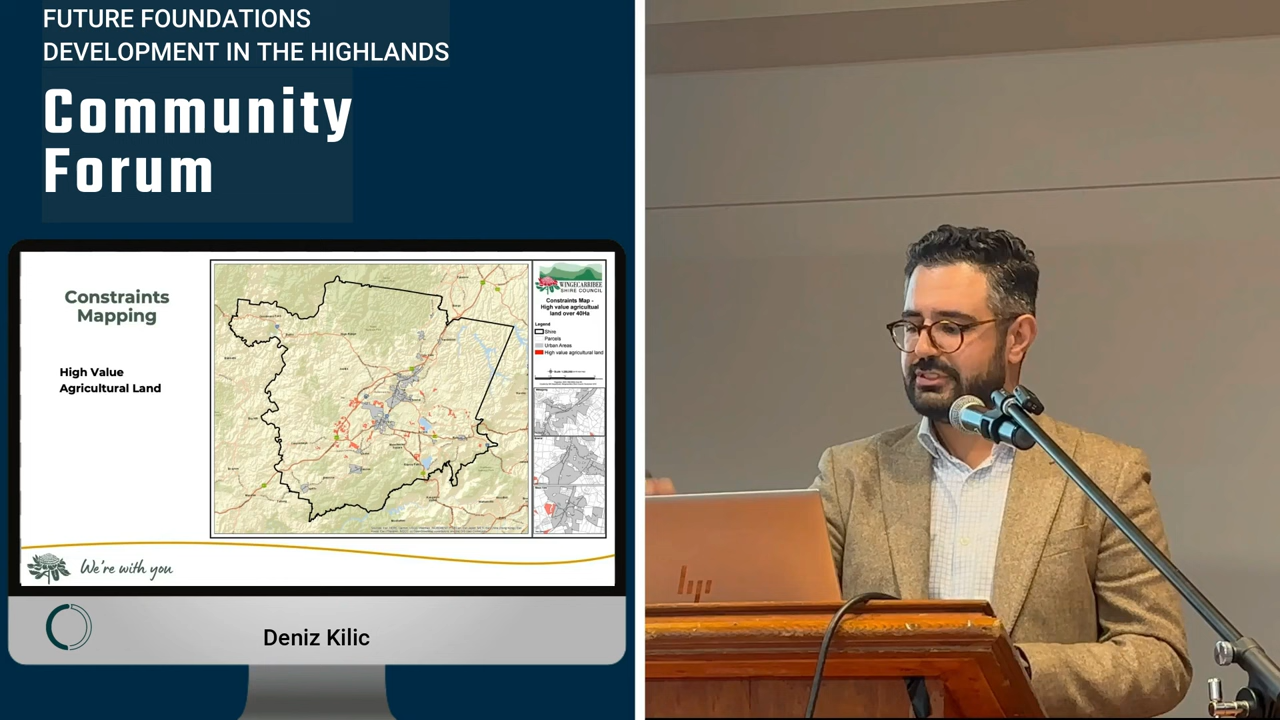 FUTURE FOUNDATIONS
DEVELOPMENT IN THE HIGHLANDS
Community
Forum
Constraints
Mapping
High Value
Agricultural Land
WINGECARRIBEE
SHIRE COUNCIL
Constraints Map -
High value agricultual
land over 40Ha
Legend
Shire
Parcels
Urban Areas
High value agricultural land
We're with you
Deniz Kilic
hp